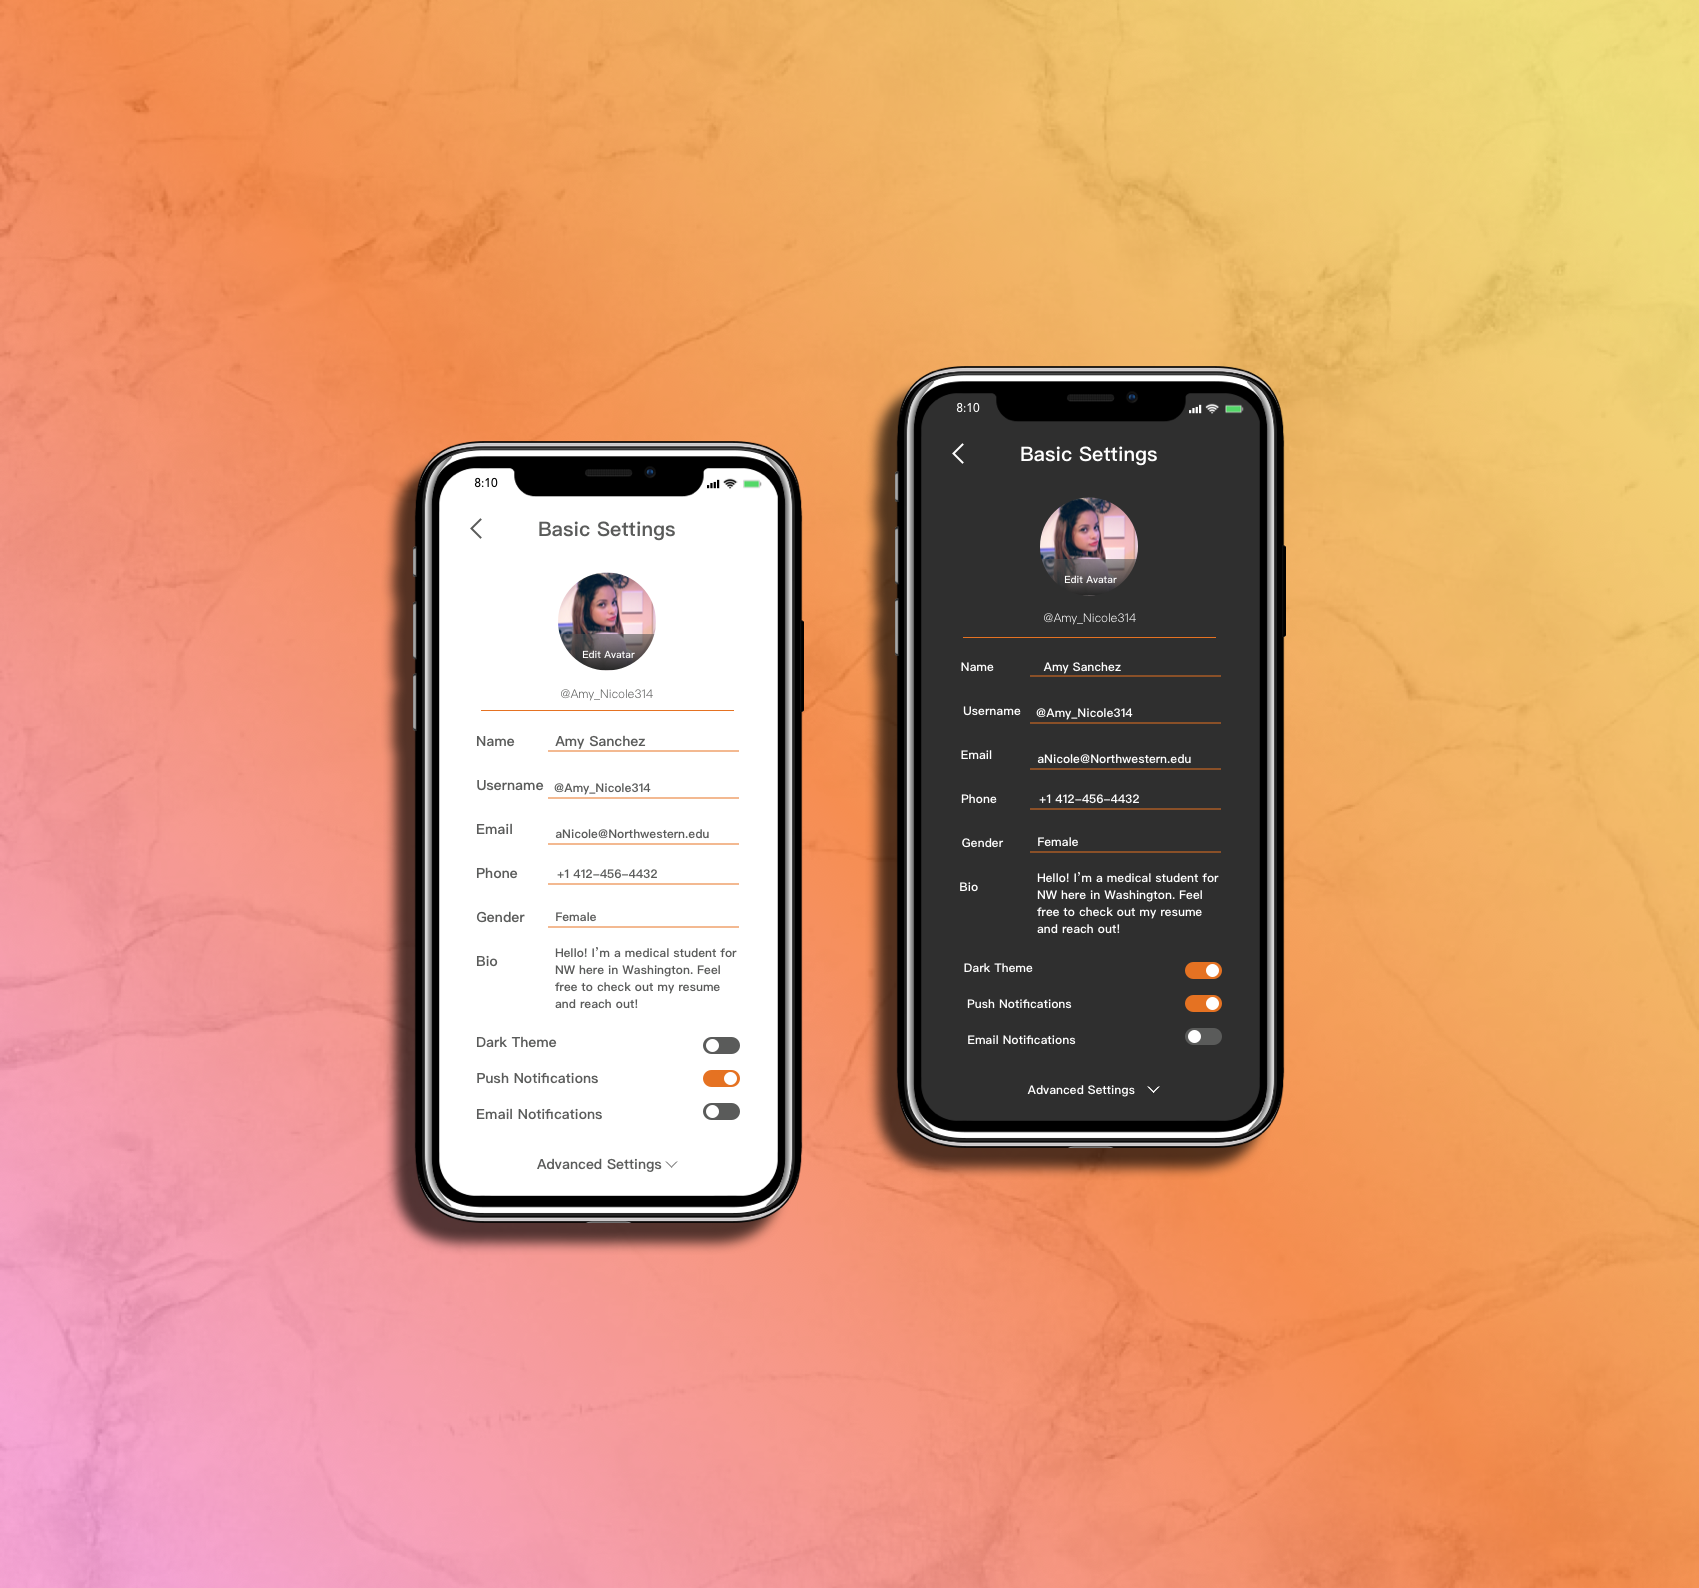 8:10
Basic Settings
Edit Avatar
@Amy_Nicole314
Name Amy Sanchez
Username @Amy_Nicole314
Email aNicole@Northwestern.edu
Phone +1 412-456-4432
Gender Female
Bio Hello! I'm a medical student for
NW here in Washington. Feel
free to check out my resume
and reach out!
Dark Theme
Push Notifications
Email Notifications
Advanced Settings
8:10
Basic Settings
Edit Avatar
@Amy_Nicole314
Name Amy Sanchez
Username @Amy_Nicole314
Email aNicole@Northwestern.edu
Phone +1 412-456-4432
Gender Female
Bio Hello! I'm a medical student for
NW here in Washington. Feel
free to check out my resume
and reach out!
Dark Theme
Push Notifications
Email Notifications
Advanced Settings